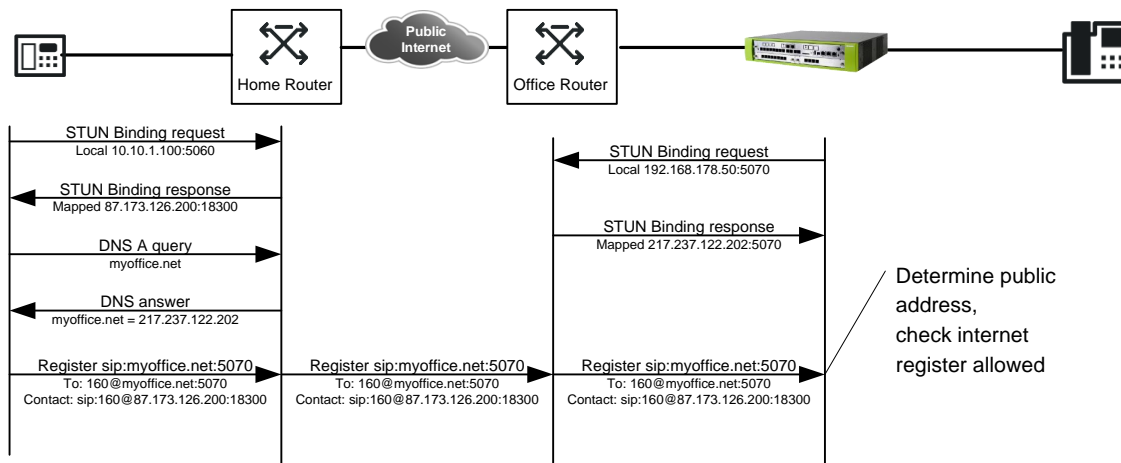 Public
Internet
Home Router
Office Router
STUN Binding request
Local 10.10.1.100:5060
STUN Binding request
Local 192.168.178.50:5070
STUN Binding response
Mapped 87.173.126.200:18300
STUN Binding response
Mapped 217.237.122.202:5070
DNS A query
myoffice.net
DNS answer
myoffice.net = 217.237.122.202
Determine public
address,
check internet
register allowed
Register sip:myoffice.net:5070
To: 160@myoffice.net:5070
Contact: sip:160@87.173.126.200:18300
Register sip:myoffice.net:5070
To: 160@myoffice.net:5070
Contact: sip:160@87.173.126.200:18300
Register sip:myoffice.net:5070
To: 160@myoffice.net:5070
Contact: sip:160@87.173.126.200:18300